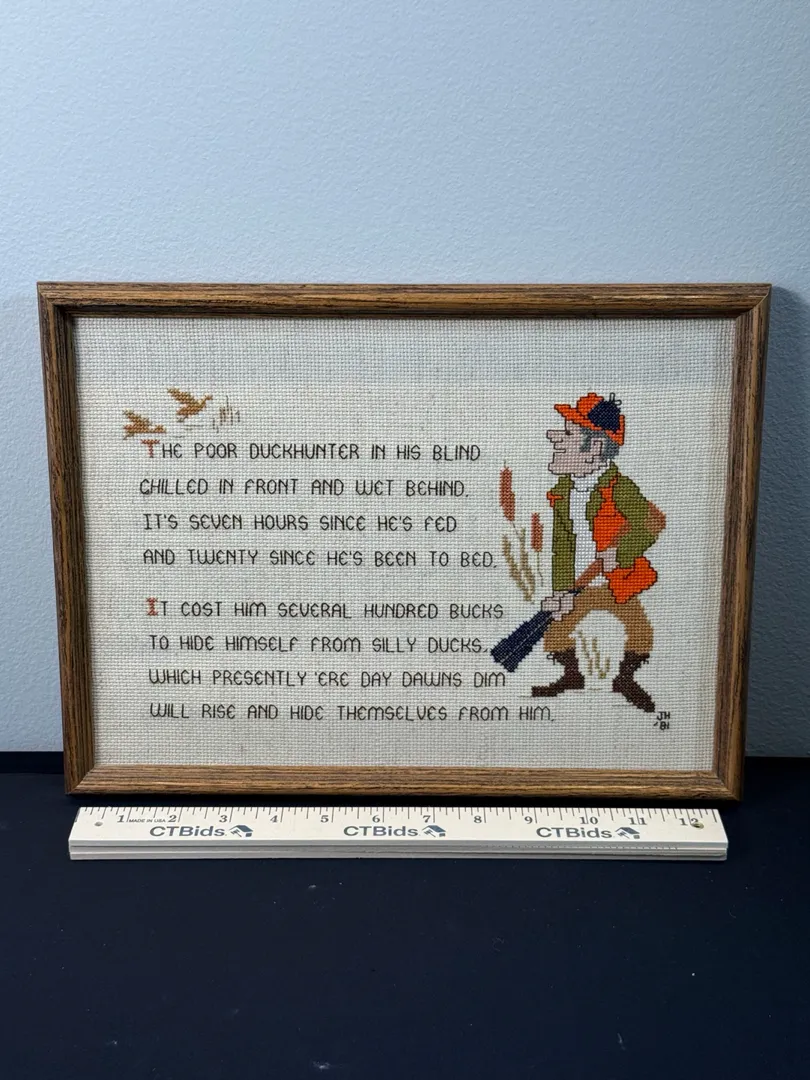 THE POOR DUCKHUNTER IN HIS BLIND
CHILLED IN FRONT AND WET BEHIND.
IT'S SEVEN HOURS SINCE HE'S FED
AND TWENTY SINCE HE'S BEEN TO BED.
IT COST HIM SEVERAL HUNDRED BUCKS
TO HIDE HIMSELF FROM SILLY DUCKS,
WHICH PRESENTLY 'ERE DAY DAWNS DIM
WILL RISE AND HIDE THEMSELVES FROM HIM.
JH
'81
1 MADE IN USA 2 3 4 5 6 7 8 9 10 11 12
CTBids CTBids CTBids